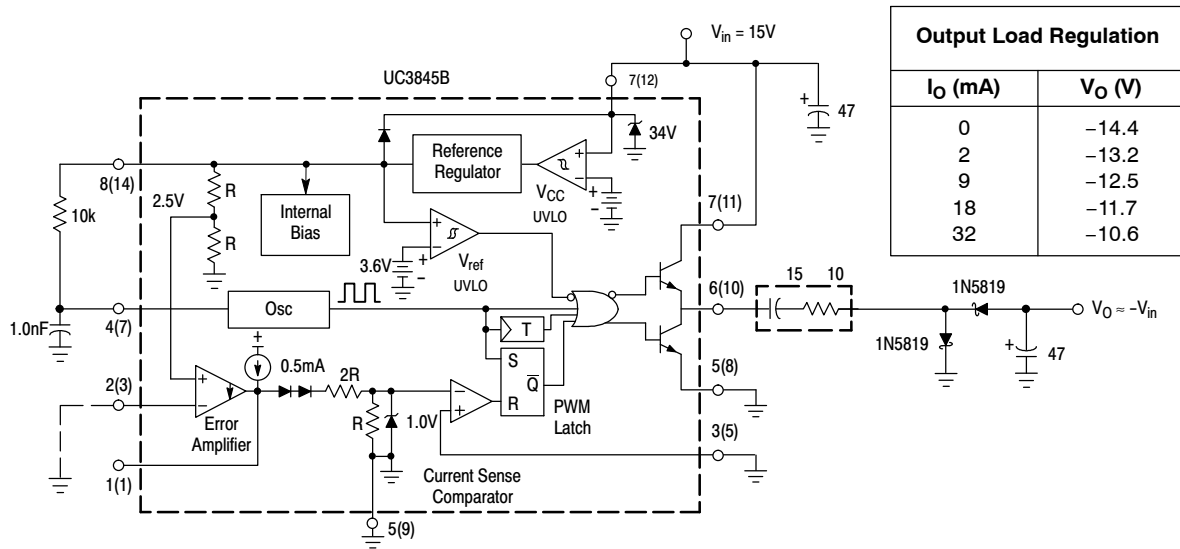 V_in = 15V
Output Load Regulation
I_O (mA) V_O (V)
0 −14.4
2 −13.2
9 −12.5
18 −11.7
32 −10.6
UC3845B
7(12)
+
47
34V
Reference
Regulator
+
−
V_CC
UVLO
+
−
8(14)
R
2.5V
R
Internal
Bias
10k
+
−
V_ref
UVLO
3.6V
+
−
7(11)
Osc
4(7)
1.0nF
T
6(10)
15 10
1N5819
V_O ≈ −V_in
1N5819
+
47
+
0.5mA
S
Q̅
R
PWM
Latch
5(8)
2(3)
+
−
Error
Amplifier
2R
R
1.0V
−
+
3(5)
1(1)
Current Sense
Comparator
5(9)